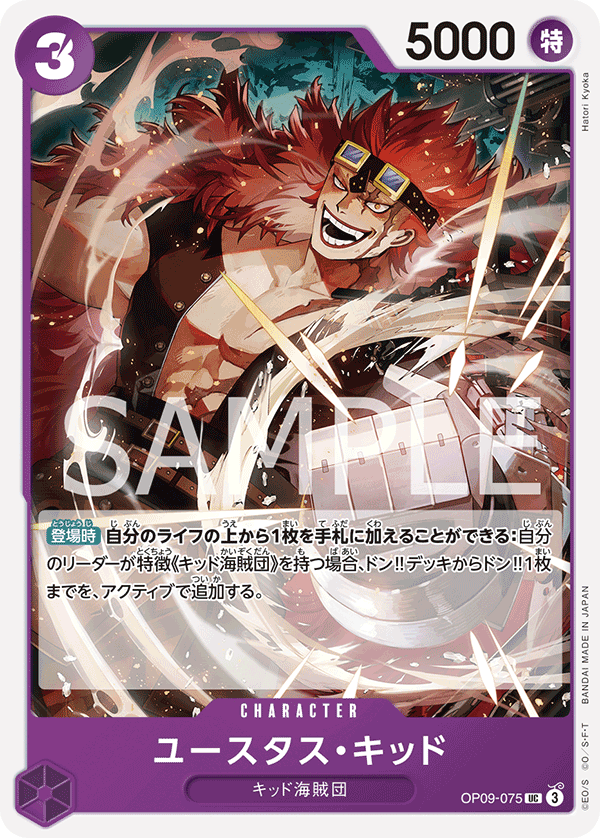 3
5000
特
Hatori Kyoka
SAMPLE
登場時 自分のライフの上から1枚を手札に加えることができる：自分
のリーダーが特徴《キッド海賊団》を持つ場合、ドン!!デッキからドン!!1枚
までを、アクティブで追加する。
CHARACTER
ユースタス・キッド
キッド海賊団
OP09-075 UC 3
©E.O/S ©O/S・F・T BANDAI MADE IN JAPAN